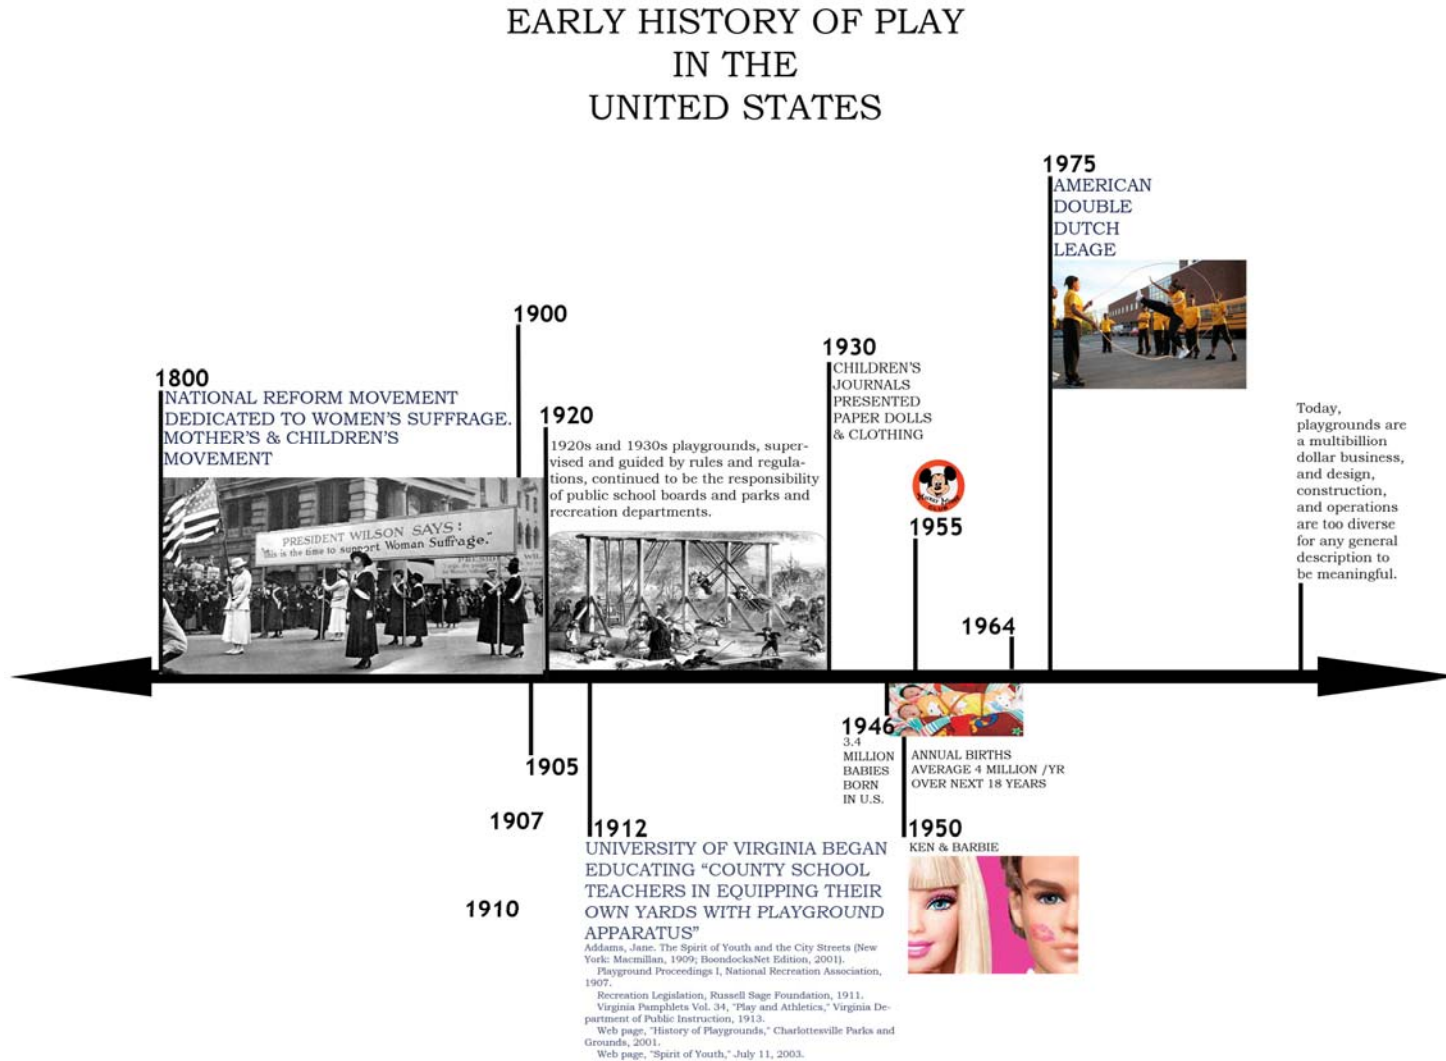 EARLY HISTORY OF PLAY
IN THE
UNITED STATES
1975
AMERICAN
DOUBLE
DUTCH
LEAGE
1900
1930
CHILDREN'S
JOURNALS
PRESENTED
PAPER DOLLS
& CLOTHING
1800
NATIONAL REFORM MOVEMENT
DEDICATED TO WOMEN'S SUFFRAGE.
MOTHER'S & CHILDREN'S
MOVEMENT
PRESIDENT WILSON SAYS:
"This is the time to support Woman Suffrage."
1920
1920s and 1930s playgrounds, super-
vised and guided by rules and regula-
tions, continued to be the responsibility
of public school boards and parks and
recreation departments.
Mickey Mouse
CLUB
1955
1964
Today,
playgrounds are
a multibillion
dollar business,
and design,
construction,
and operations
are too diverse
for any general
description to
be meaningful.
1905
1907
1910
1912
UNIVERSITY OF VIRGINIA BEGAN
EDUCATING “COUNTY SCHOOL
TEACHERS IN EQUIPPING THEIR
OWN YARDS WITH PLAYGROUND
APPARATUS”
Addams, Jane. The Spirit of Youth and the City Streets (New
York: Macmillan, 1909; BoondocksNet Edition, 2001).
Playground Proceedings I, National Recreation Association,
1907.
Recreation Legislation, Russell Sage Foundation, 1911.
Virginia Pamphlets Vol. 34, "Play and Athletics," Virginia De-
partment of Public Instruction, 1913.
Web page, "History of Playgrounds," Charlottesville Parks and
Grounds, 2001.
Web page, "Spirit of Youth," July 11, 2003.
1946
3.4
MILLION
BABIES
BORN
IN U.S.
ANNUAL BIRTHS
AVERAGE 4 MILLION /YR
OVER NEXT 18 YEARS
1950
KEN & BARBIE